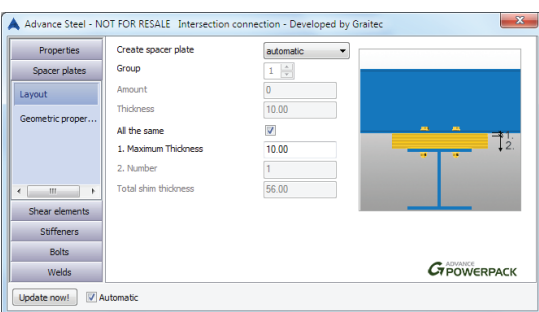 Advance Steel - NOT FOR RESALE Intersection connection - Developed by Graitec
Properties
Spacer plates
Layout
Geometric proper...
Shear elements
Stiffeners
Bolts
Welds
Create spacer plate automatic
Group 1
Amount 0
Thickness 10.00
All the same
1. Maximum Thickness 10.00
2. Number 1
Total shim thickness 56.00
1.
2.
ADVANCE
POWERPACK
Update now! Automatic